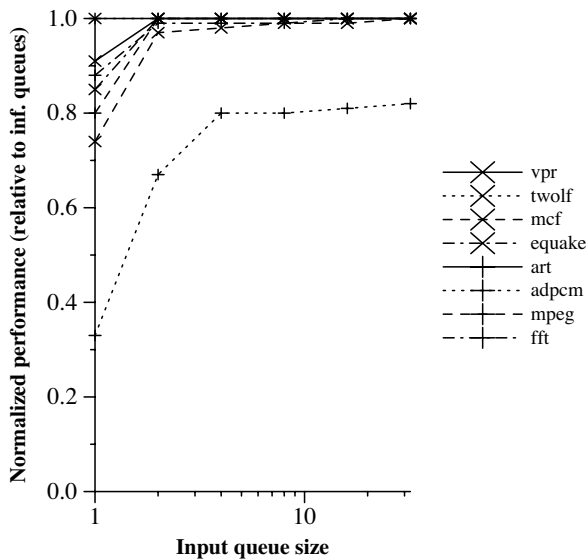 Normalized performance (relative to inf. queues)
1.0
0.8
0.6
0.4
0.2
0.0
1
10
Input queue size
vpr
twolf
mcf
equake
art
adpcm
mpeg
fft